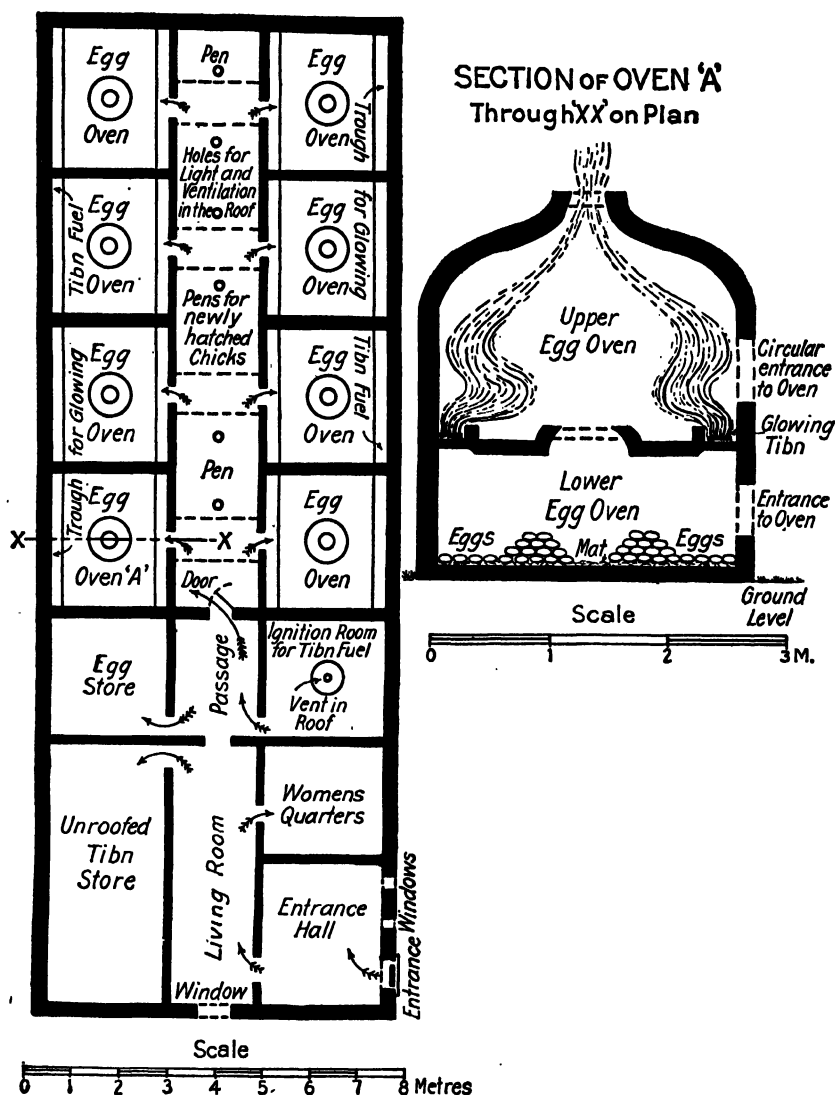 Egg
Oven
Pen
Egg
Oven
Trough
for Glowing
Tibn Fuel
Holes for
Light and
Ventilation
in the Roof
Tibn Fuel
for Glowing
Trough
Egg
Oven
Egg
Oven
Pens for
newly
hatched
Chicks
Egg
Oven
Egg
Oven
Pen
Egg
Oven 'A'
X
X
Egg
Oven
Door
Egg
Store
Passage
Ignition Room
for Tibn Fuel
Vent in
Roof
Unroofed
Tibn
Store
Living Room
Womens
Quarters
Entrance
Hall
Windows
Entrance
Window
Scale
0 1 2 3 4 5 6 7 8 Metres
SECTION OF OVEN 'A'
Through 'XX' on Plan
Upper
Egg Oven
Circular
entrance
to Oven
Glowing
Tibn
Lower
Egg Oven
Entrance
to Oven
Eggs
Mat
Eggs
Ground
Level
Scale
0 1 2 3 M.